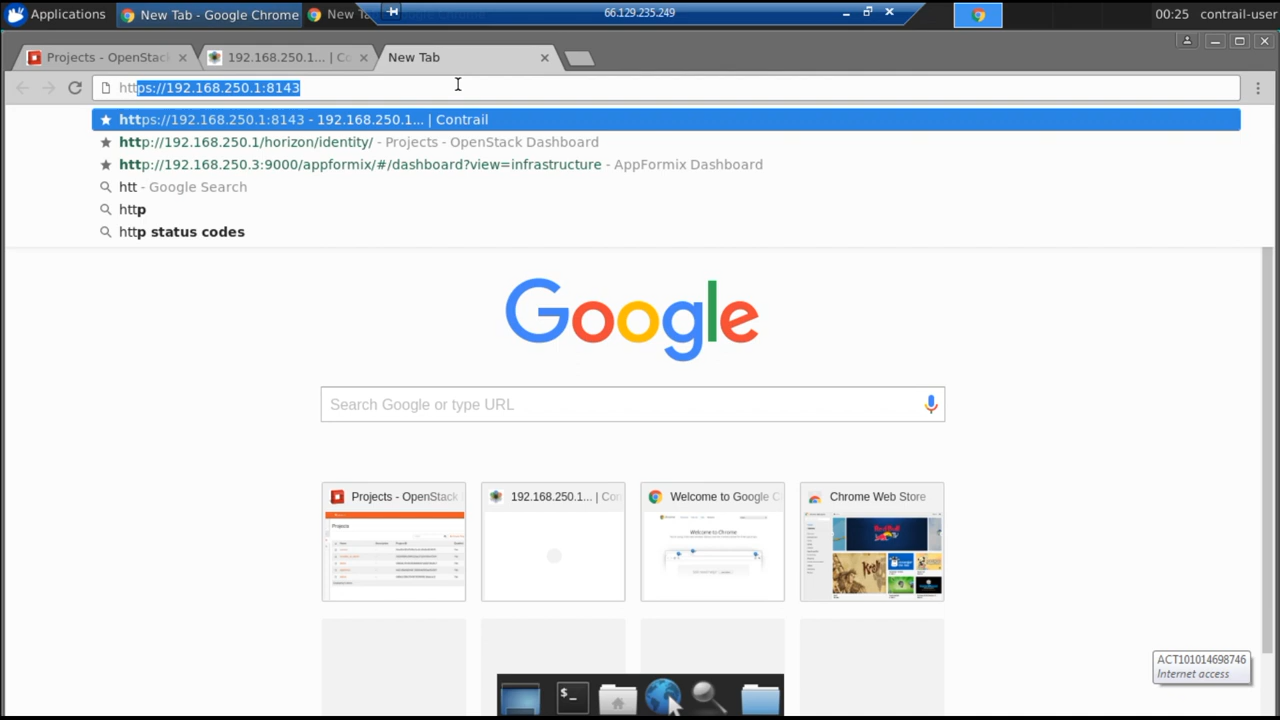 Applications
New Tab - Google Chrome
New Ta
66.129.235.249
00:25
contrail-user
Projects - OpenStack
192.168.250.1... | Co
New Tab
https://192.168.250.1:8143
https://192.168.250.1:8143 - 192.168.250.1... | Contrail
http://192.168.250.1/horizon/identity/ - Projects - OpenStack Dashboard
http://192.168.250.3:9000/appformix/#/dashboard?view=infrastructure - AppFormix Dashboard
htt - Google Search
http
http status codes
Google
Search Google or type URL
Projects - OpenStack
192.168.250.1... | Con
Welcome to Google C
Chrome Web Store
Projects
ACT101014698746
Internet access
$_